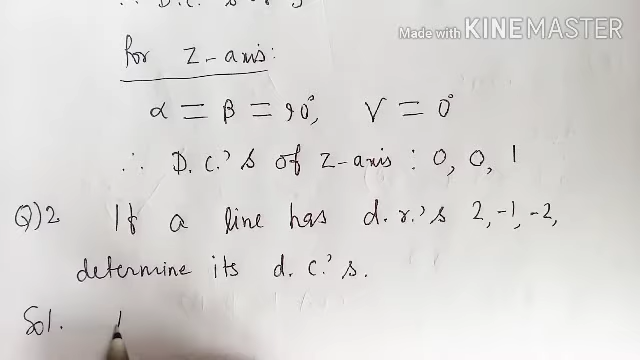 Made with KINEMASTER
for Z-axis:
α = β = 90°, γ = 0°
∴ D.C.'s of Z-axis : 0, 0, 1
Q)2 If a line has d.r.'s 2, -1, -2,
determine its d.c.'s.
Sol.